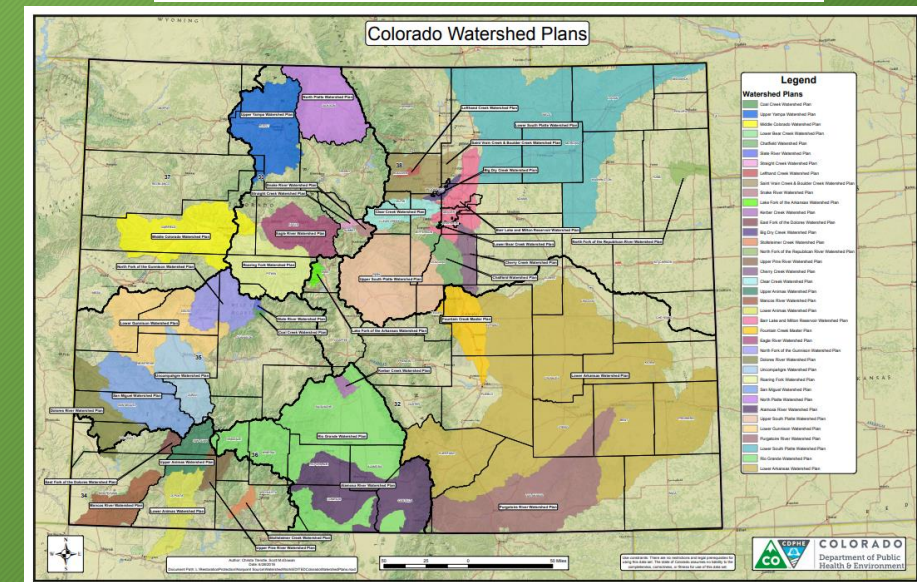 Colorado Watershed Plans
WYOMING
North Platte Watershed Plan
Upper Yampa Watershed Plan
Lefthand Creek Watershed Plan
Lower South Platte Watershed Plan
Saint Vrain Creek & Boulder Creek Watershed Plan
Big Dry Creek Watershed Plan
Snake River Watershed Plan
Straight Creek Watershed Plan
Clear Creek Watershed Plan
Eagle River Watershed Plan
Middle Colorado Watershed Plan
Barr Lake and Milton Reservoir Watershed Plan
Lower Bear Creek Watershed Plan
North Fork of the Republican River Watershed Plan
Cherry Creek Watershed Plan
Roaring Fork Watershed Plan
North Fork of the Gunnison Watershed Plan
Upper South Platte Watershed Plan
Chatfield Watershed Plan
Slate River Watershed Plan
Fountain Creek Master Plan
Lower Gunnison Watershed Plan
Lake Fork of the Arkansas Watershed Plan
Coal Creek Watershed Plan
Kerber Creek Watershed Plan
Uncompahgre Watershed Plan
Lower Arkansas Watershed Plan
San Miguel Watershed Plan
Dolores River Watershed Plan
Rio Grande Watershed Plan
Upper Animas Watershed Plan
East Fork of the Dolores Watershed Plan
Alamosa River Watershed Plan
Mancos River Watershed Plan
Lower Animas Watershed Plan
Purgatoire River Watershed Plan
Stollsteimer Creek Watershed Plan
Upper Pine River Watershed Plan
37
38
35
32
36
34
KANSAS
Legend
Watershed Plans
Coal Creek Watershed Plan
Upper Yampa Watershed Plan
Middle Colorado Watershed Plan
Lower Bear Creek Watershed Plan
Chatfield Watershed Plan
Slate River Watershed Plan
Straight Creek Watershed Plan
Lefthand Creek Watershed Plan
Saint Vrain Creek & Boulder Creek Watershed Plan
Snake River Watershed Plan
Lake Fork of the Arkansas Watershed Plan
Kerber Creek Watershed Plan
East Fork of the Dolores Watershed Plan
Big Dry Creek Watershed Plan
Stollsteimer Creek Watershed Plan
North Fork of the Republican River Watershed Plan
Upper Pine River Watershed Plan
Cherry Creek Watershed Plan
Clear Creek Watershed Plan
Upper Animas Watershed Plan
Mancos River Watershed Plan
Lower Animas Watershed Plan
Barr Lake and Milton Reservoir Watershed Plan
Fountain Creek Master Plan
Eagle River Watershed Plan
North Fork of the Gunnison Watershed Plan
Dolores River Watershed Plan
Uncompahgre Watershed Plan
Roaring Fork Watershed Plan
San Miguel Watershed Plan
North Platte Watershed Plan
Alamosa River Watershed Plan
Upper South Platte Watershed Plan
Lower Gunnison Watershed Plan
Purgatoire River Watershed Plan
Lower South Platte Watershed Plan
Rio Grande Watershed Plan
Lower Arkansas Watershed Plan
N
W
E
S
50
25
0
50 Miles
CO
CDPHE
COLORADO
Department of Public
Health & Environment